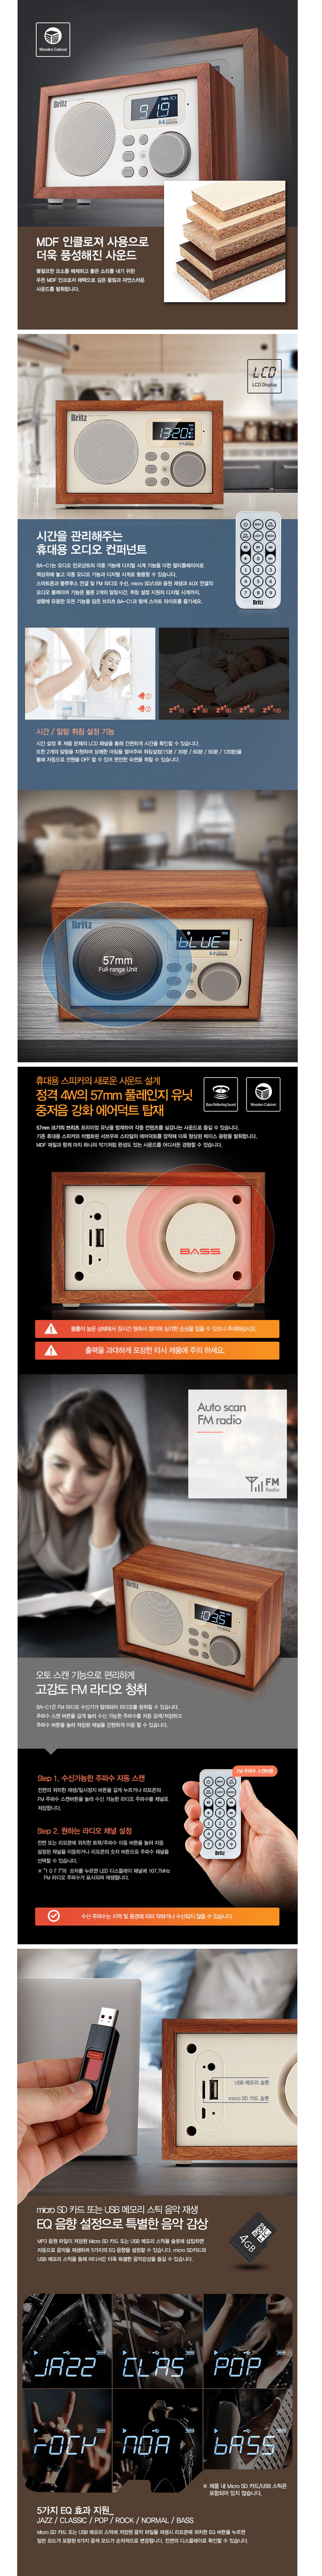 Wooden Cabinet
Britz
MDF 인클로저 사용으로
더욱 풍성해진 사운드
불필요한 요소를 배제하고 좋은 소리를 내기 위한
우든 MDF 인크로저 채택으로 깊은 울림과 자연스러운
사운드를 발휘합니다.
LCD
LCD Display
Britz
13:20
시간을 관리해주는
휴대용 오디오 컴퍼넌트
BA-C1는 오디오 컴포넌트의 각종 기능에 디지털 시계 기능을 더한 멀티플레이어로
책상위에 놓고 각종 오디오 기능과 디지털 시계로 활용할 수 있습니다.
스마트폰과 블루투스 연결 및 FM 라디오 수신, micro SD/USB 음원 재생과 AUX 연결의
오디오 플레이어 가능은 물론 2개의 알림시간, 취침 설정 지원의 디지털 시계까지,
생활에 유용한 모든 기능을 담은 브리츠 BA-C1과 함께 스마트 라이프를 즐기세요.
Britz
1
2
zzz15 zzz30 zzz60 zzz90 zzz120
시간 / 알람 취침 설정 기능
시간 설정 후 제품 본체의 LCD 패널을 통해 간편하게 시간을 확인할 수 있습니다.
또한 2개의 알람을 지원하여 상쾌한 아침을 열어주며 취침설정(15분 / 30분 / 60분 / 90분 / 120분)을
통해 자동으로 전원을 OFF 할 수 있어 편안한 숙면을 취할 수 있습니다.
Britz
bLUE
57mm
Full-range Unit
휴대용 스피커의 새로운 사운드 설계
정격 4W의 57mm 풀레인지 유닛
중저음 강화 에어덕트 탑재
Bass Reflecting Sound
Wooden Cabinet
57mm 크기의 브리츠 프리미엄 유닛을 탑재하여 각종 컨텐츠를 실감나는 사운드로 즐길 수 있습니다.
기존 휴대용 스피커와 차별화된 서브우퍼 스타일의 에어덕트를 장착해 더욱 향상된 베이스 음향을 발휘합니다.
MDF 재질과 함께 마치 하나의 악기처럼 완성도 있는 사운드를 어디서든 경험할 수 있습니다.
SUBWOOFER
BASS
볼륨이 높은 상태에서 장시간 청취시 청각에 심각한 손상을 입을 수 있으니 주의하십시요.
출력을 과대하게 포장한 타사 제품에 주의 하세요.
Auto scan
FM radio
FM
Radio
Britz
103.5
오토 스캔 기능으로 편리하게
고감도 FM 라디오 청취
BA-C1은 FM 라디오 수신기가 탑재되어 라디오를 청취할 수 있습니다.
주파수 스캔 버튼을 길게 눌러 수신 가능한 주파수를 자동 검색/저장하고
주파수 버튼을 눌러 저장된 채널을 간편하게 이동 할 수 있습니다.
Step 1. 수신가능한 주파수 자동 스캔
전면의 위치한 재생/일시정지 버튼을 길게 누르거나 리모콘의
FM 주파수 스캔버튼을 눌러 수신 가능한 라디오 주파수를 채널로
저장합니다.
FM 주파수 스캔버튼
Step 2. 원하는 라디오 채널 설정
전면 또는 리모콘에 위치한 트랙/주파수 이동 버튼을 눌러 자동
설정된 채널을 이동하거나 리모콘의 숫자 버튼으로 주파수 채널을
선택할 수 있습니다.
※ "1 0 7 7"의 숫자를 누르면 LED 디스플레이 패널에 107.7MHz
FM 라디오 주파수가 표시되며 재생됩니다.
Britz
수신 주파수는 지역 및 환경에 따라 약하거나 수신되지 않을 수 있습니다.
USB 메모리 슬롯
micro SD 카드 슬롯
micro SD 카드 또는 USB 메모리 스틱 음악 재생
EQ 음향 설정으로 특별한 음악 감상
MP3 음원 파일이 저장된 Micro SD 카드 또는 USB 메모리 스틱을 슬롯에 삽입하면
자동으로 음악을 재생하며 5가지의 EQ 음향을 설정할 수 있습니다. micro SD카드와
USB 메모리 스틱을 통해 어디서든 더욱 특별한 음악감상을 즐길 수 있습니다.
4GB
JAZZ CLAS POP
rOCK NOR bASS
※ 제품 내 Micro SD 카드/USB 스틱은
포함되어 있지 않습니다.
5가지 EQ 효과 지원_
JAZZ / CLASSIC / POP / ROCK / NORMAL / BASS
Micro SD 카드 또는 USB 메모리 스틱에 저장된 음악 파일을 재생시 리모콘에 위치한 EQ 버튼을 누르면
일반 모드가 포함된 6가지 음색 모드가 순차적으로 변경됩니다. 전면의 디스플레이로 확인할 수 있습니다.